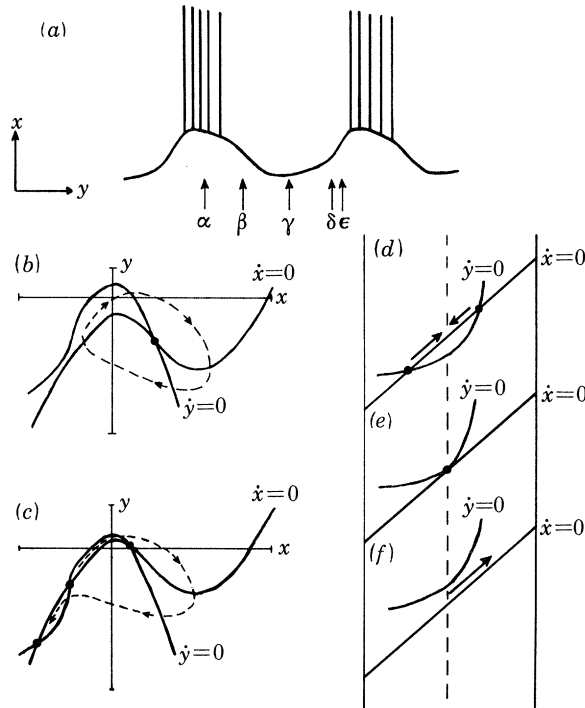 (a)
x
y
α β γ δ ϵ
(b)
y
ẋ=0
x
ẏ=0
(c)
y
ẋ=0
x
ẏ=0
(d)
ẏ=0
ẋ=0
(e)
ẏ=0
ẋ=0
(f)
ẏ=0
ẋ=0